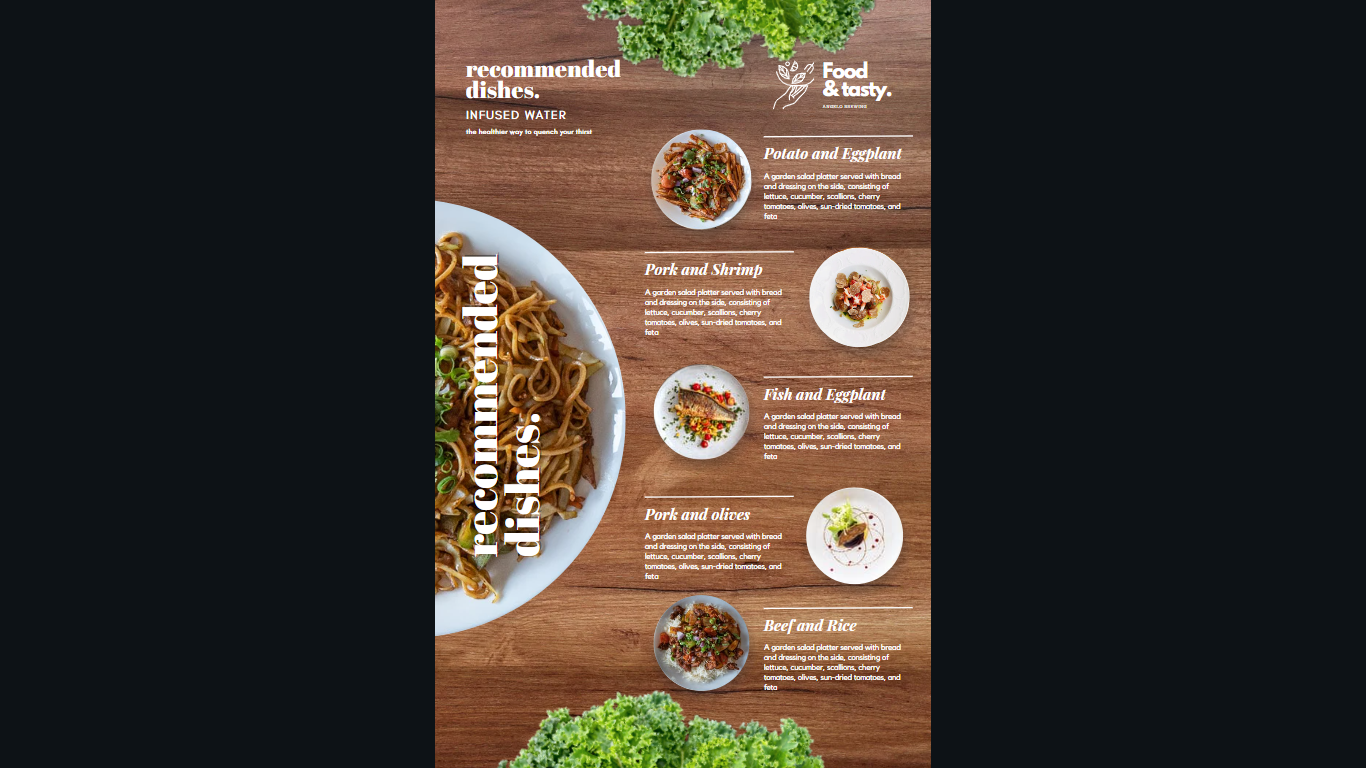 recommended
dishes.
INFUSED WATER
the healthier way to quench your thirst
Food
& tasty.
recommended
dishes.
Potato and Eggplant
A garden salad platter served with bread
and dressing on the side, consisting of
lettuce, cucumber, scallions, cherry
tomatoes, olives, sun-dried tomatoes, and
feta
Pork and Shrimp
A garden salad platter served with bread
and dressing on the side, consisting of
lettuce, cucumber, scallions, cherry
tomatoes, olives, sun-dried tomatoes, and
feta
Fish and Eggplant
A garden salad platter served with bread
and dressing on the side, consisting of
lettuce, cucumber, scallions, cherry
tomatoes, olives, sun-dried tomatoes, and
feta
Pork and olives
A garden salad platter served with bread
and dressing on the side, consisting of
lettuce, cucumber, scallions, cherry
tomatoes, olives, sun-dried tomatoes, and
feta
Beef and Rice
A garden salad platter served with bread
and dressing on the side, consisting of
lettuce, cucumber, scallions, cherry
tomatoes, olives, sun-dried tomatoes, and
feta